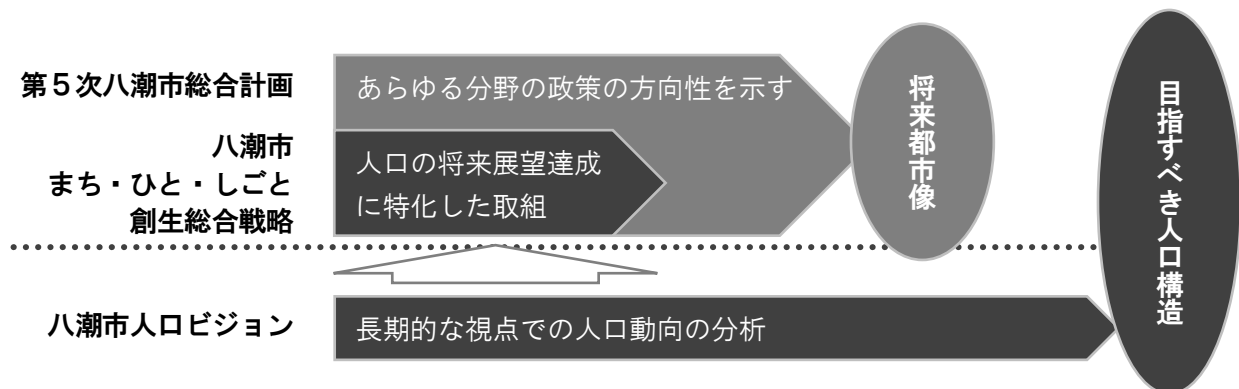 第５次八潮市総合計画
あらゆる分野の政策の方向性を示す
八潮市
まち・ひと・しごと
創生総合戦略
人口の将来展望達成
に特化した取組
将来都市像
八潮市人口ビジョン
長期的な視点での人口動向の分析
目指すべき人口構造